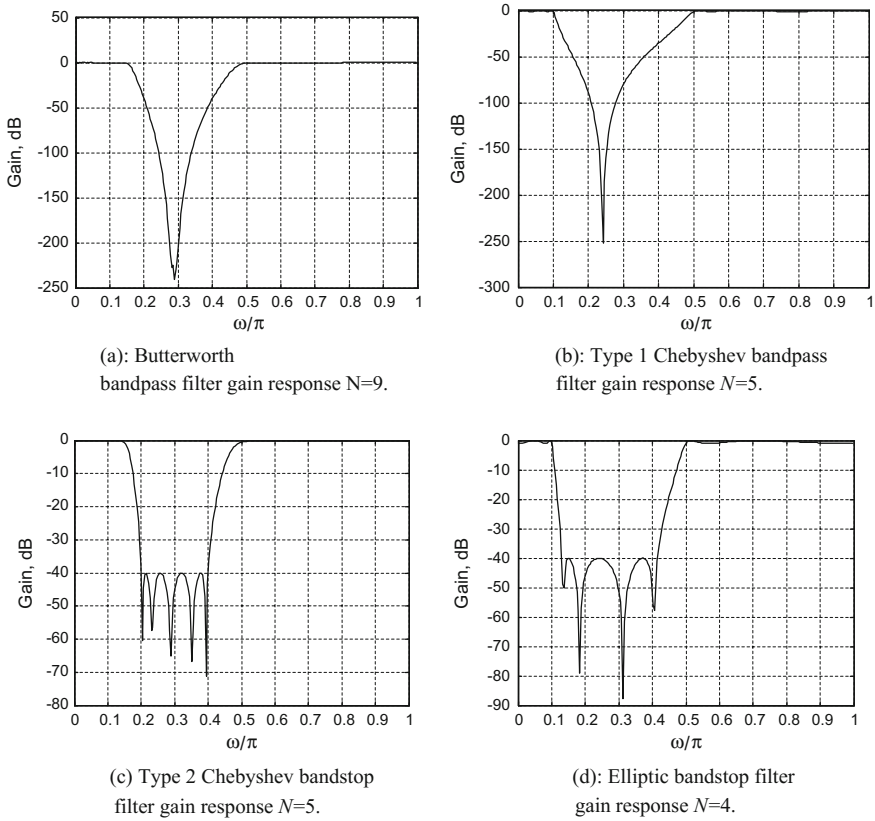 50
0
-50
-100
-150
-200
-250
Gain, dB
0 0.1 0.2 0.3 0.4 0.5 0.6 0.7 0.8 0.9 1
ω/π
(a): Butterworth
bandpass filter gain response N=9.
0
-50
-100
-150
-200
-250
-300
Gain, dB
0 0.1 0.2 0.3 0.4 0.5 0.6 0.7 0.8 0.9 1
ω/π
(b): Type 1 Chebyshev bandpass
filter gain response N=5.
0
-10
-20
-30
-40
-50
-60
-70
-80
Gain, dB
0 0.1 0.2 0.3 0.4 0.5 0.6 0.7 0.8 0.9 1
ω/π
(c) Type 2 Chebyshev bandstop
filter gain response N=5.
0
-10
-20
-30
-40
-50
-60
-70
-80
-90
Gain, dB
0 0.1 0.2 0.3 0.4 0.5 0.6 0.7 0.8 0.9 1
ω/π
(d): Elliptic bandstop filter
gain response N=4.